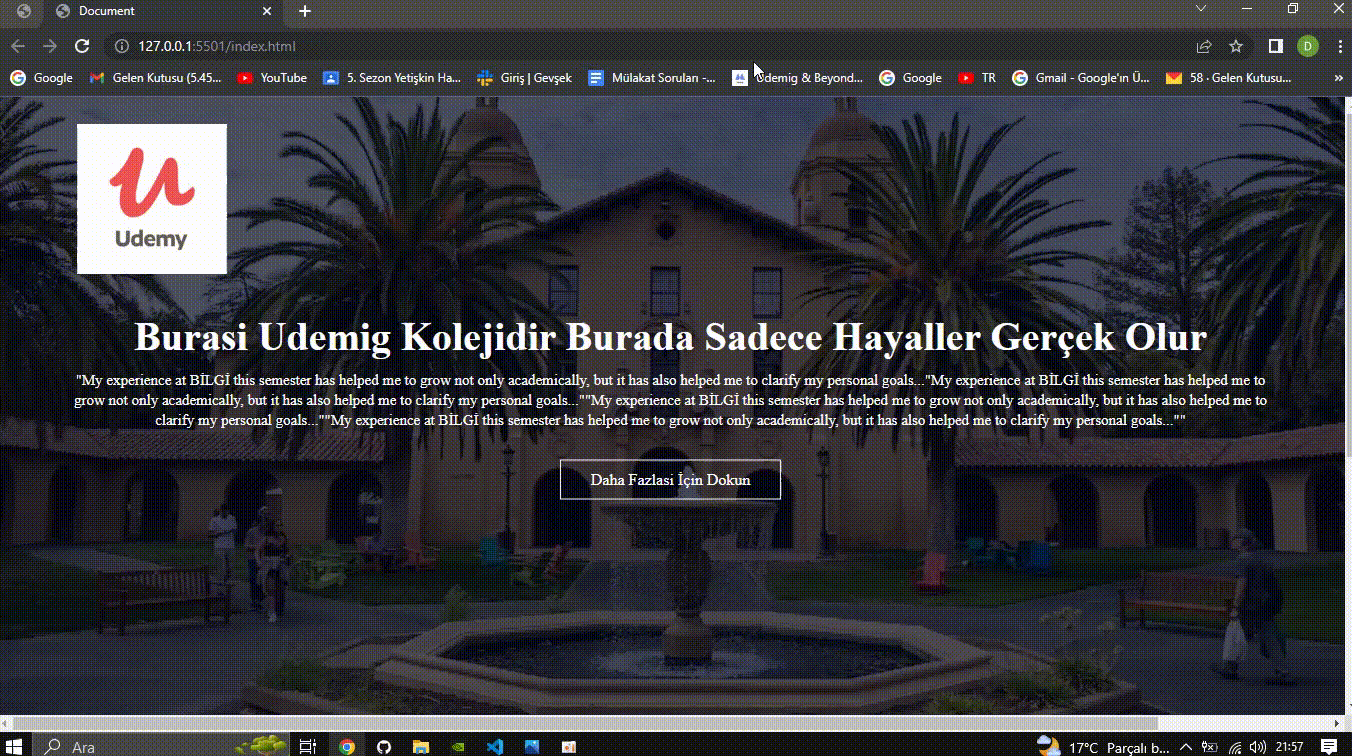 Document
127.0.0.1:5501/index.html
D
Google
Gelen Kutusu (5.45...
YouTube
5. Sezon Yetişkin Ha...
Giriş | Gevşek
Mülakat Soruları -...
Udemig & Beyond...
Google
TR
Gmail - Google'ın Ü...
58 · Gelen Kutusu...
»
Udemy
Burasi Udemig Kolejidir Burada Sadece Hayaller Gerçek Olur
"My experience at BİLGİ this semester has helped me to grow not only academically, but it has also helped me to clarify my personal goals..."My experience at BİLGİ this semester has helped me to
grow not only academically, but it has also helped me to clarify my personal goals...""My experience at BİLGİ this semester has helped me to grow not only academically, but it has also helped me to
clarify my personal goals...""My experience at BİLGİ this semester has helped me to grow not only academically, but it has also helped me to clarify my personal goals...""
Daha Fazlasi İçin Dokun
Ara
17°C Parçalı b...
21:57